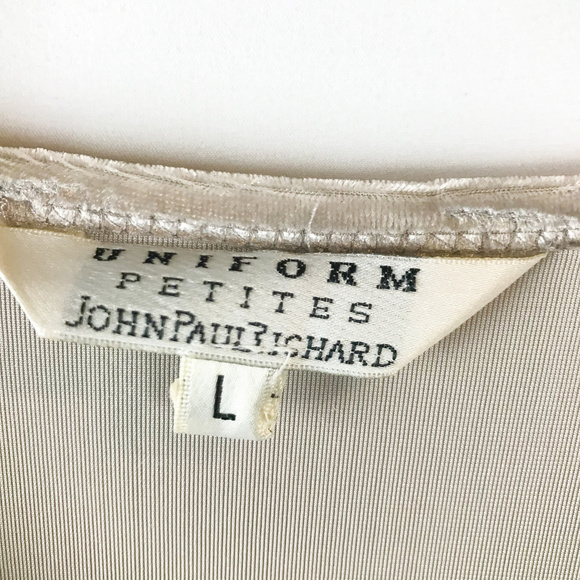 UNIFORM
PETITES
JOHNPAULRICHARD
L